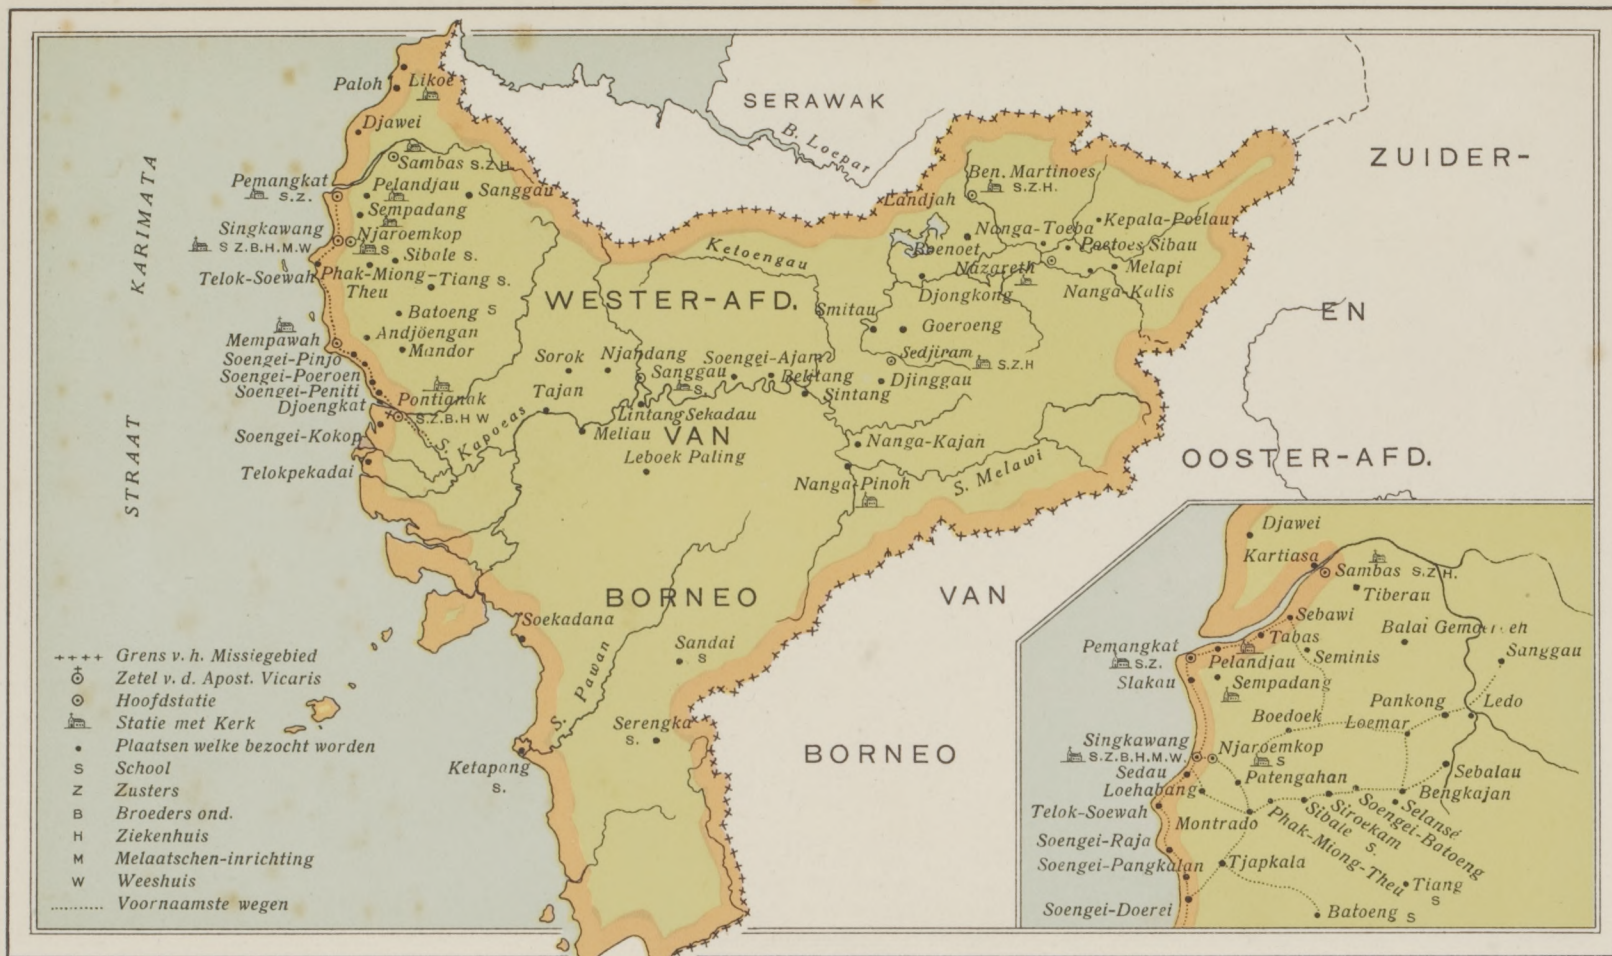 SERAWAK
B. Loepar
ZUIDER-
EN
OOSTER-AFD.
VAN
BORNEO
STRAAT KARIMATA
WESTER-AFD.
VAN
BORNEO
Paloh
Likoe
Djawei
Sambas S.Z.H.
Pemangkat
S.Z.
Pelandjau
Sanggau
Sempadang
Singkawang
S Z.B.H.M.W
Njaroemkop
S
Sibale S.
Telok-Soewah
Phak-Miong-
Theu
Tiang S.
Batoeng S
Andjöengan
Mempawah
Mandor
Soengei-Pinjo
Soengei-Poeroen
Soengei-Peniti
Djoengkat
Pontianak
S.Z.B.H W
Soengei-Kokop
Telokpekadai
S. Kapoeas
Sorok
Njandang
Tajan
Sanggau
S.
Soengei-Ajam
Belitang
Lintang
Sekadau
Meliau
Leboek Paling
Sintang
Ketoengau
Smitau
Goeroeng
Sedjiram
S.Z.H
Djinggau
Landjah
Ben. Martinoes
S.Z.H.
Nanga-Toeba
Kepala-Poelau
Boenoet
Poetoes Sibau
Nazareth
Melapi
Djongkong
Nanga-Kalis
Nanga-Kajan
Nanga-Pinoh
S. Melawi
Soekadana
Sandai
S
S. Pawan
Serengka
S.
Ketapang
S.
++++ Grens v. h. Missiegebied
Zetel v. d. Apost. Vicaris
Hoofdstatie
Statie met Kerk
Plaatsen welke bezocht worden
S School
Z Zusters
B Broeders ond.
H Ziekenhuis
M Melaatschen-inrichting
W Weeshuis
.......... Voornaamste wegen
Djawei
Kartiasa
Sambas S.Z.H.
Tiberau
Sebawi
Tabas
Pemangkat
S.Z.
Pelandjau
Seminis
Balai
Sanggau
Slakau
Sempadang
Pankong
Ledo
Boedoek
Loemar
Singkawang
S.Z.B.H.M.W.
Njaroemkop
S
Sedau
Patengahan
Sebalau
Loehabang
Bengkajan
Telok-Soewah
Montrado
Phak-Miong-Theu
Sibale
S.
Siroekam
Soengei-Batoeng
Selansé
Soengei-Raja
Soengei-Pangkalan
Tjapkala
Tiang
S
Soengei-Doerei
Batoeng S